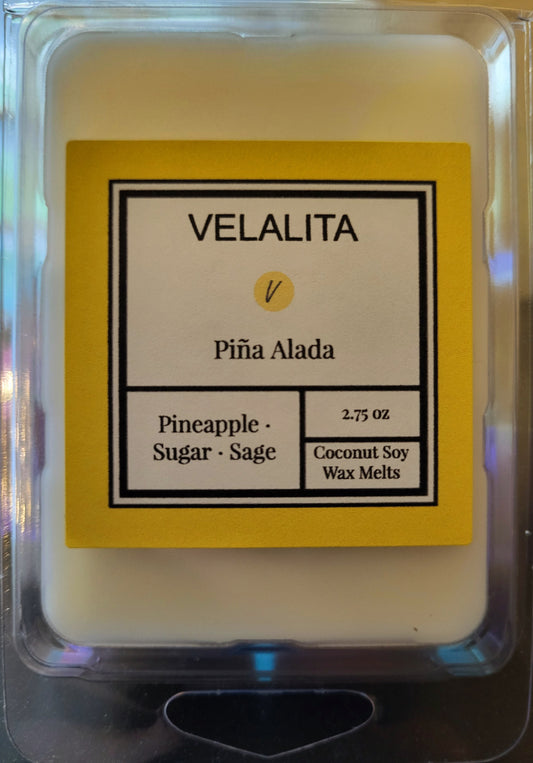 VELALITA
V
Piña Alada
Pineapple ·
Sugar · Sage
2.75 oz
Coconut Soy
Wax Melts